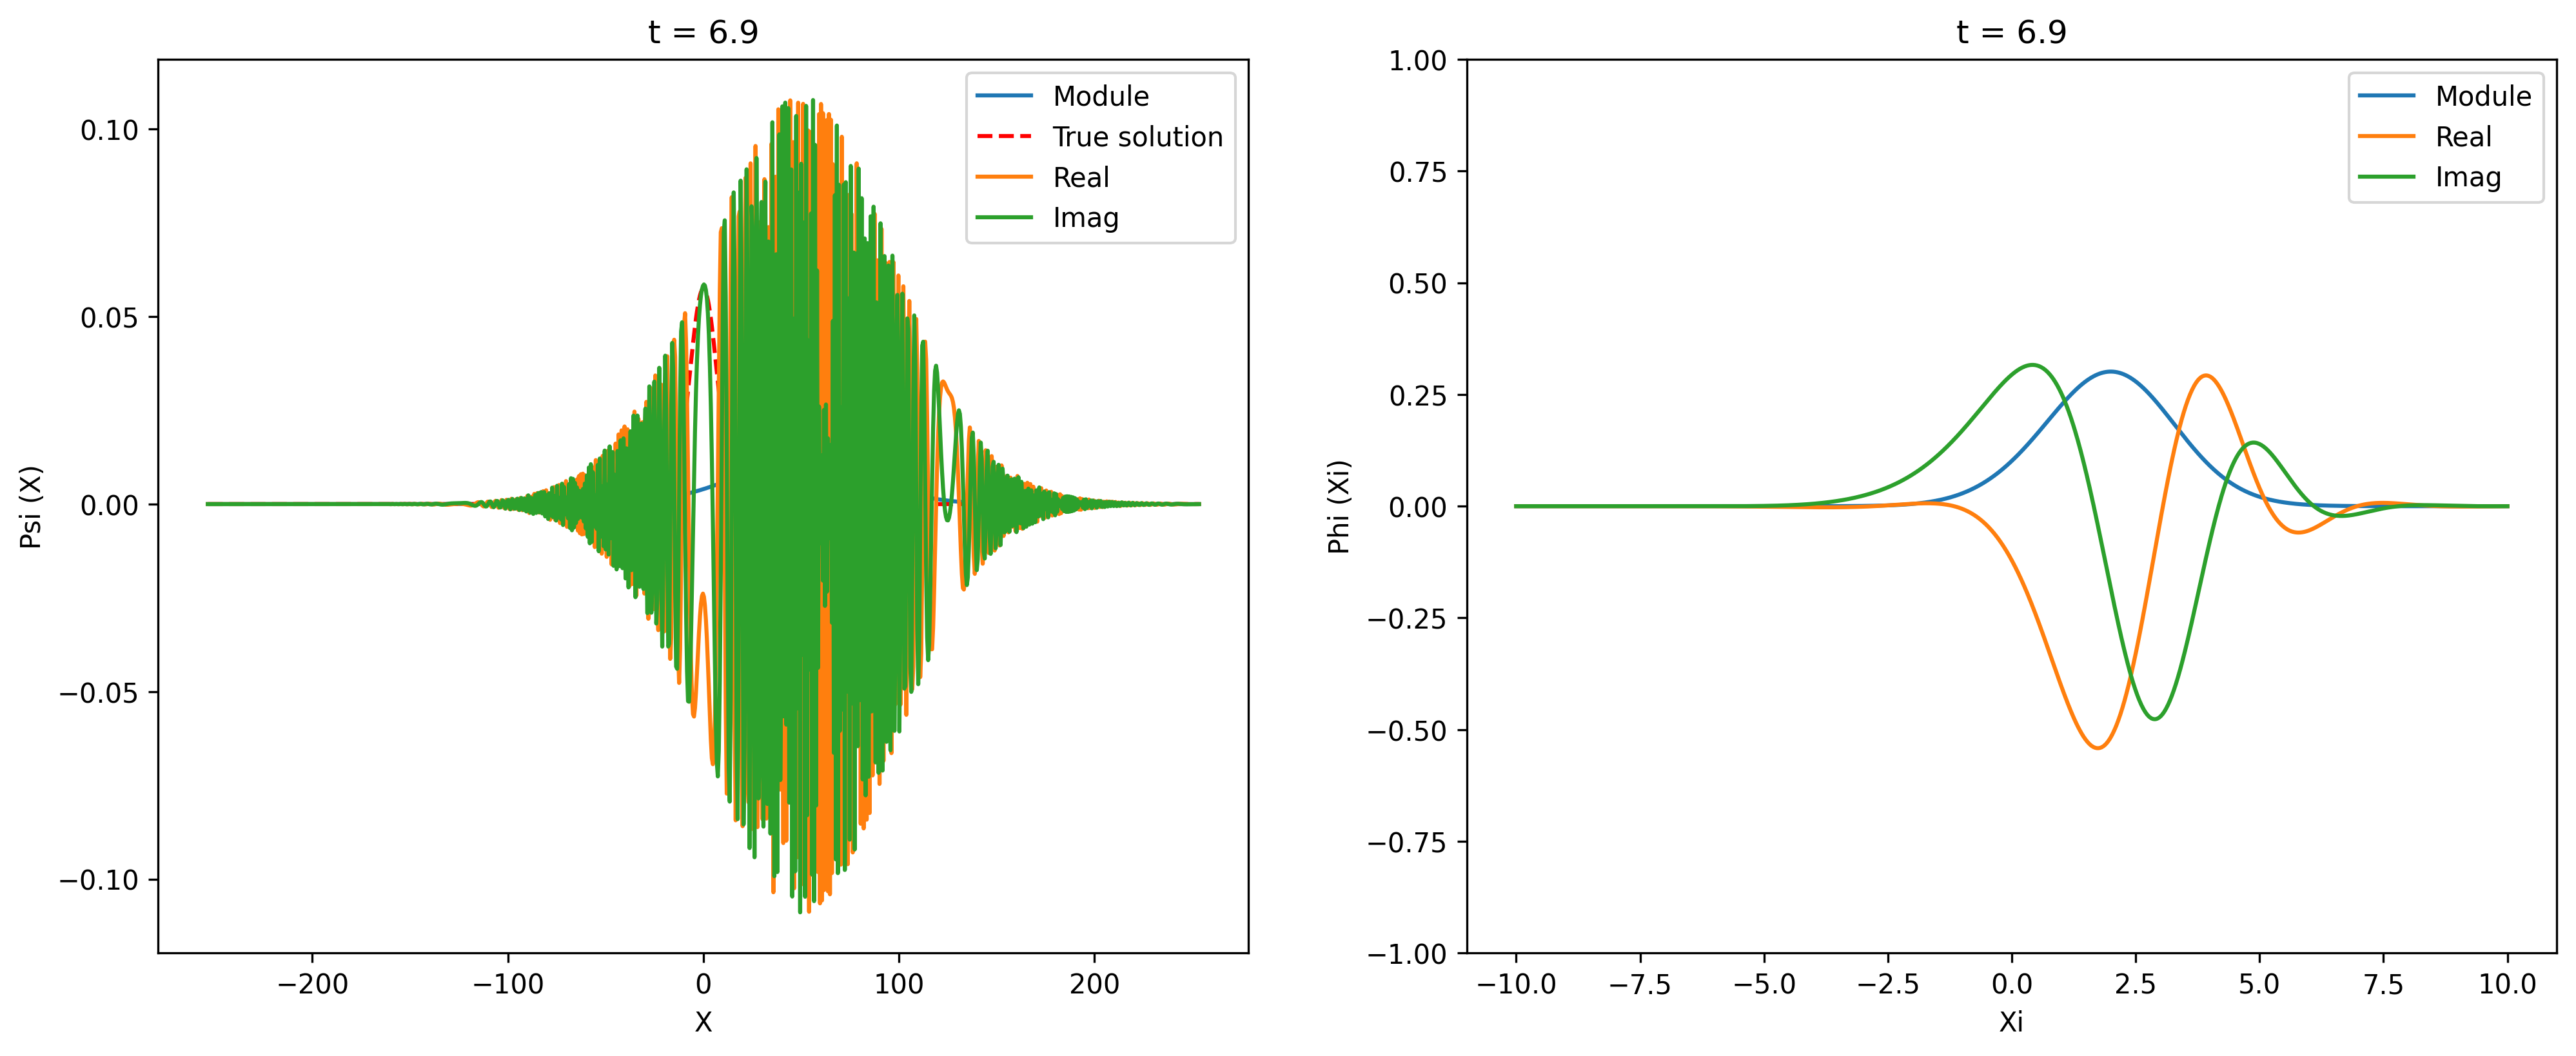 t = 6.9
Module
True solution
Real
Imag
0.10
0.05
0.00
−0.05
−0.10
Psi (X)
−200
−100
0
100
200
X
t = 6.9
Module
Real
Imag
1.00
0.75
0.50
0.25
0.00
−0.25
−0.50
−0.75
−1.00
Phi (Xi)
−10.0
−7.5
−5.0
−2.5
0.0
2.5
5.0
7.5
10.0
Xi